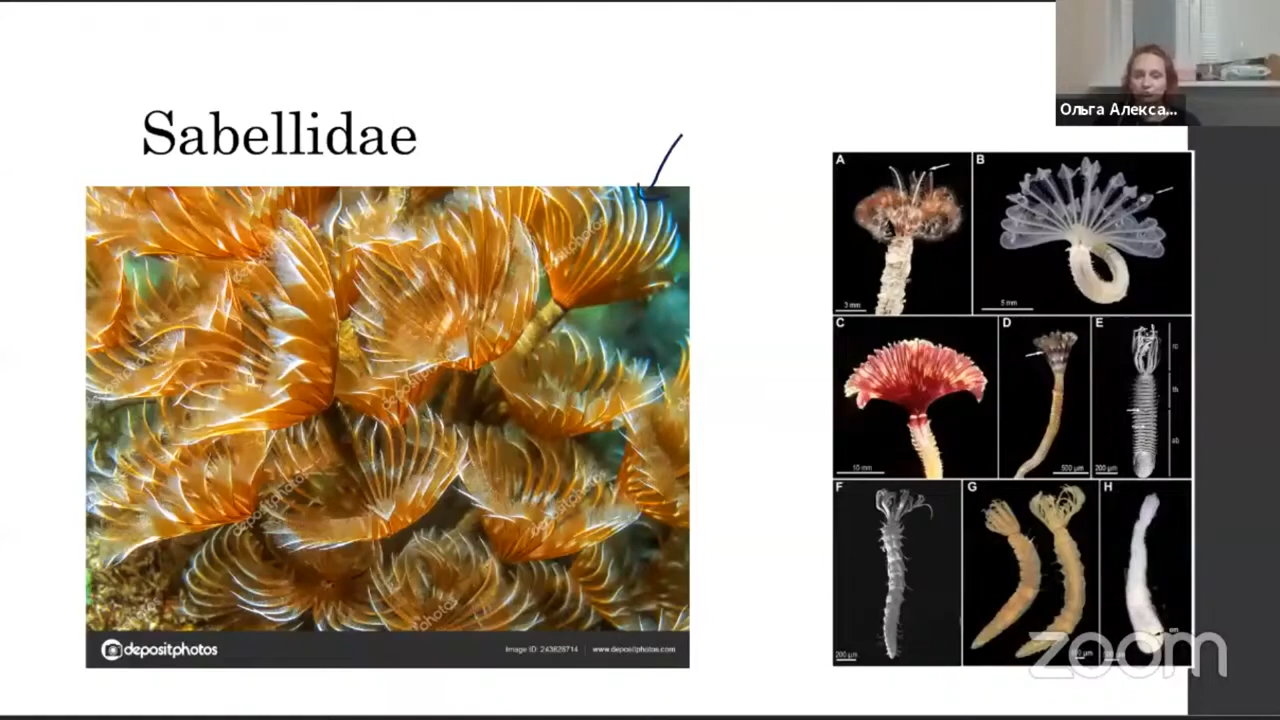 Ольга Алекса...
Sabellidae
A
B
3 mm
5 mm
C
D
E
10 mm
500 µm
200 µm
F
G
H
200 µm
depositphotos
Image ID: 243828714 | www.depositphotos.com
zoom